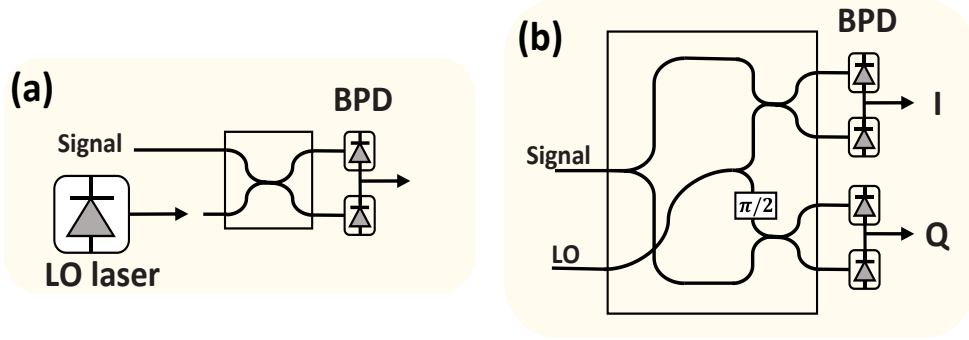 (a)
BPD
Signal
LO laser
(b)
BPD
I
Signal
π/2
LO
Q